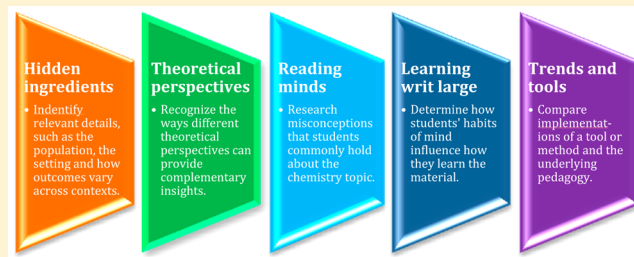 Hidden
ingredients
• Indentify
relevant details,
such as the
population, the
setting and how
outcomes vary
across contexts.
Theoretical
perspectives
• Recognize the
ways different
theoretical
perspectives can
provide
complementary
insights.
Reading
minds
• Research
misconceptions
that students
commonly hold
about the
chemistry topic.
Learning
writ large
• Determine how
students' habits
of mind
influence how
they learn the
material.
Trends and
tools
• Compare
implementat-
ions of a tool or
method and the
underlying
pedagogy.